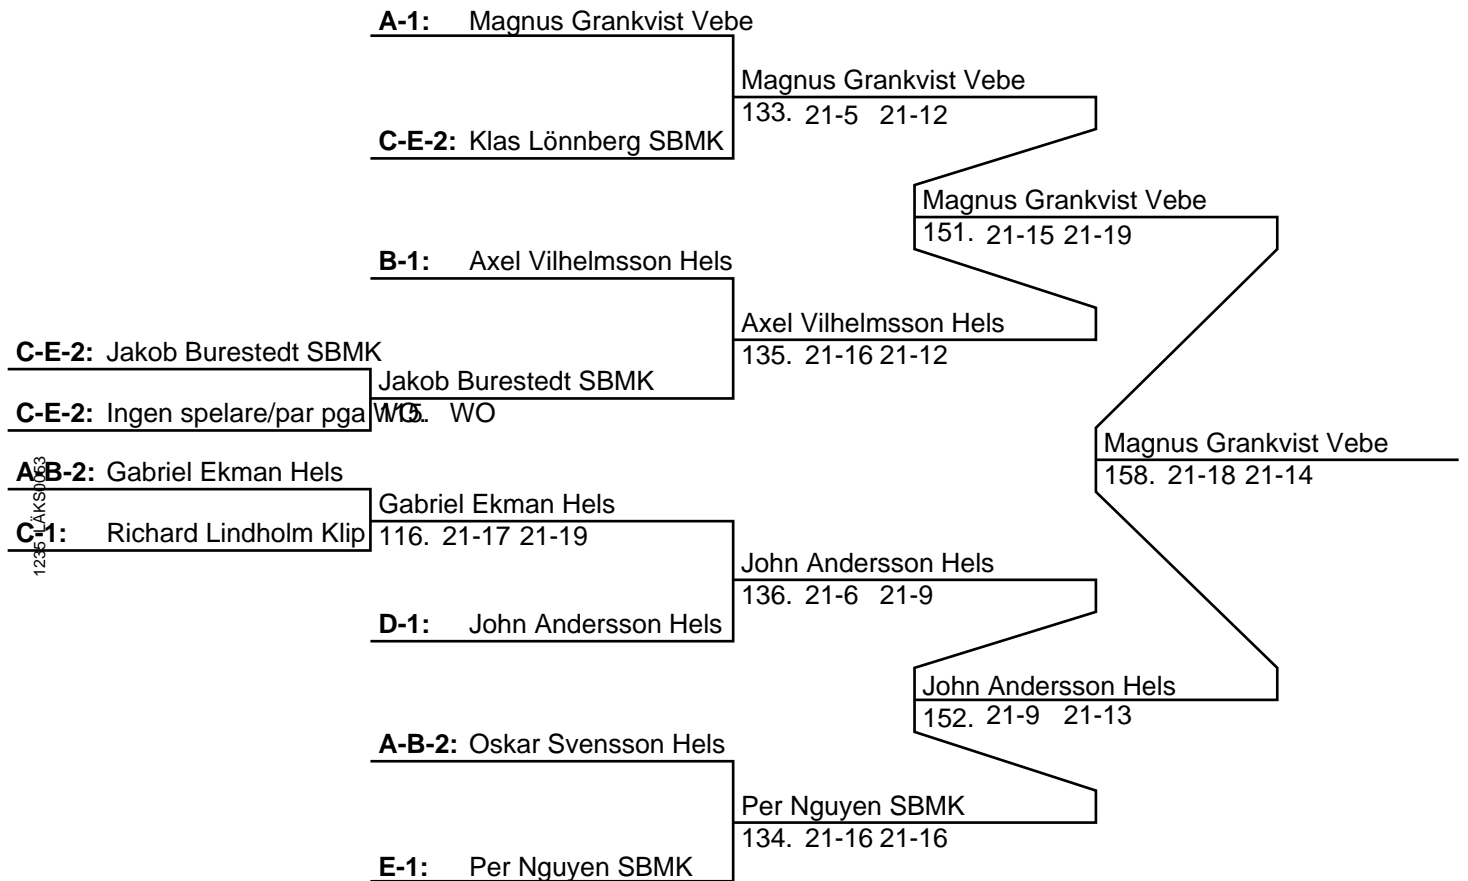 A-1: Magnus Grankvist Vebe
Magnus Grankvist Vebe
133. 21-5 21-12
C-E-2: Klas Lönnberg SBMK
Magnus Grankvist Vebe
151. 21-15 21-19
B-1: Axel Vilhelmsson Hels
Axel Vilhelmsson Hels
135. 21-16 21-12
C-E-2: Jakob Burestedt SBMK
Jakob Burestedt SBMK
115. WO
C-E-2: Ingen spelare/par pga WO.
Magnus Grankvist Vebe
158. 21-18 21-14
A-B-2: Gabriel Ekman Hels
Gabriel Ekman Hels
116. 21-17 21-19
C-1: Richard Lindholm Klip
1235 LÄKS0053
John Andersson Hels
136. 21-6 21-9
D-1: John Andersson Hels
John Andersson Hels
152. 21-9 21-13
A-B-2: Oskar Svensson Hels
Per Nguyen SBMK
134. 21-16 21-16
E-1: Per Nguyen SBMK